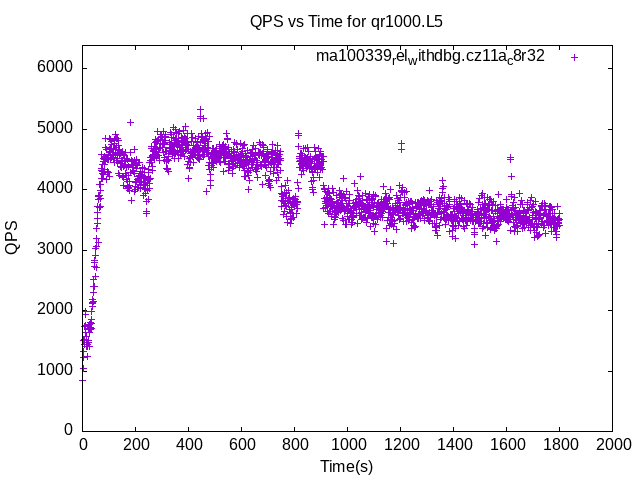 QPS vs Time for qr1000.L5
ma100339relwithdbg.cz11ac8r32
6000
5000
4000
3000
2000
1000
0
QPS
0 200 400 600 800 1000 1200 1400 1600 1800 2000
Time(s)